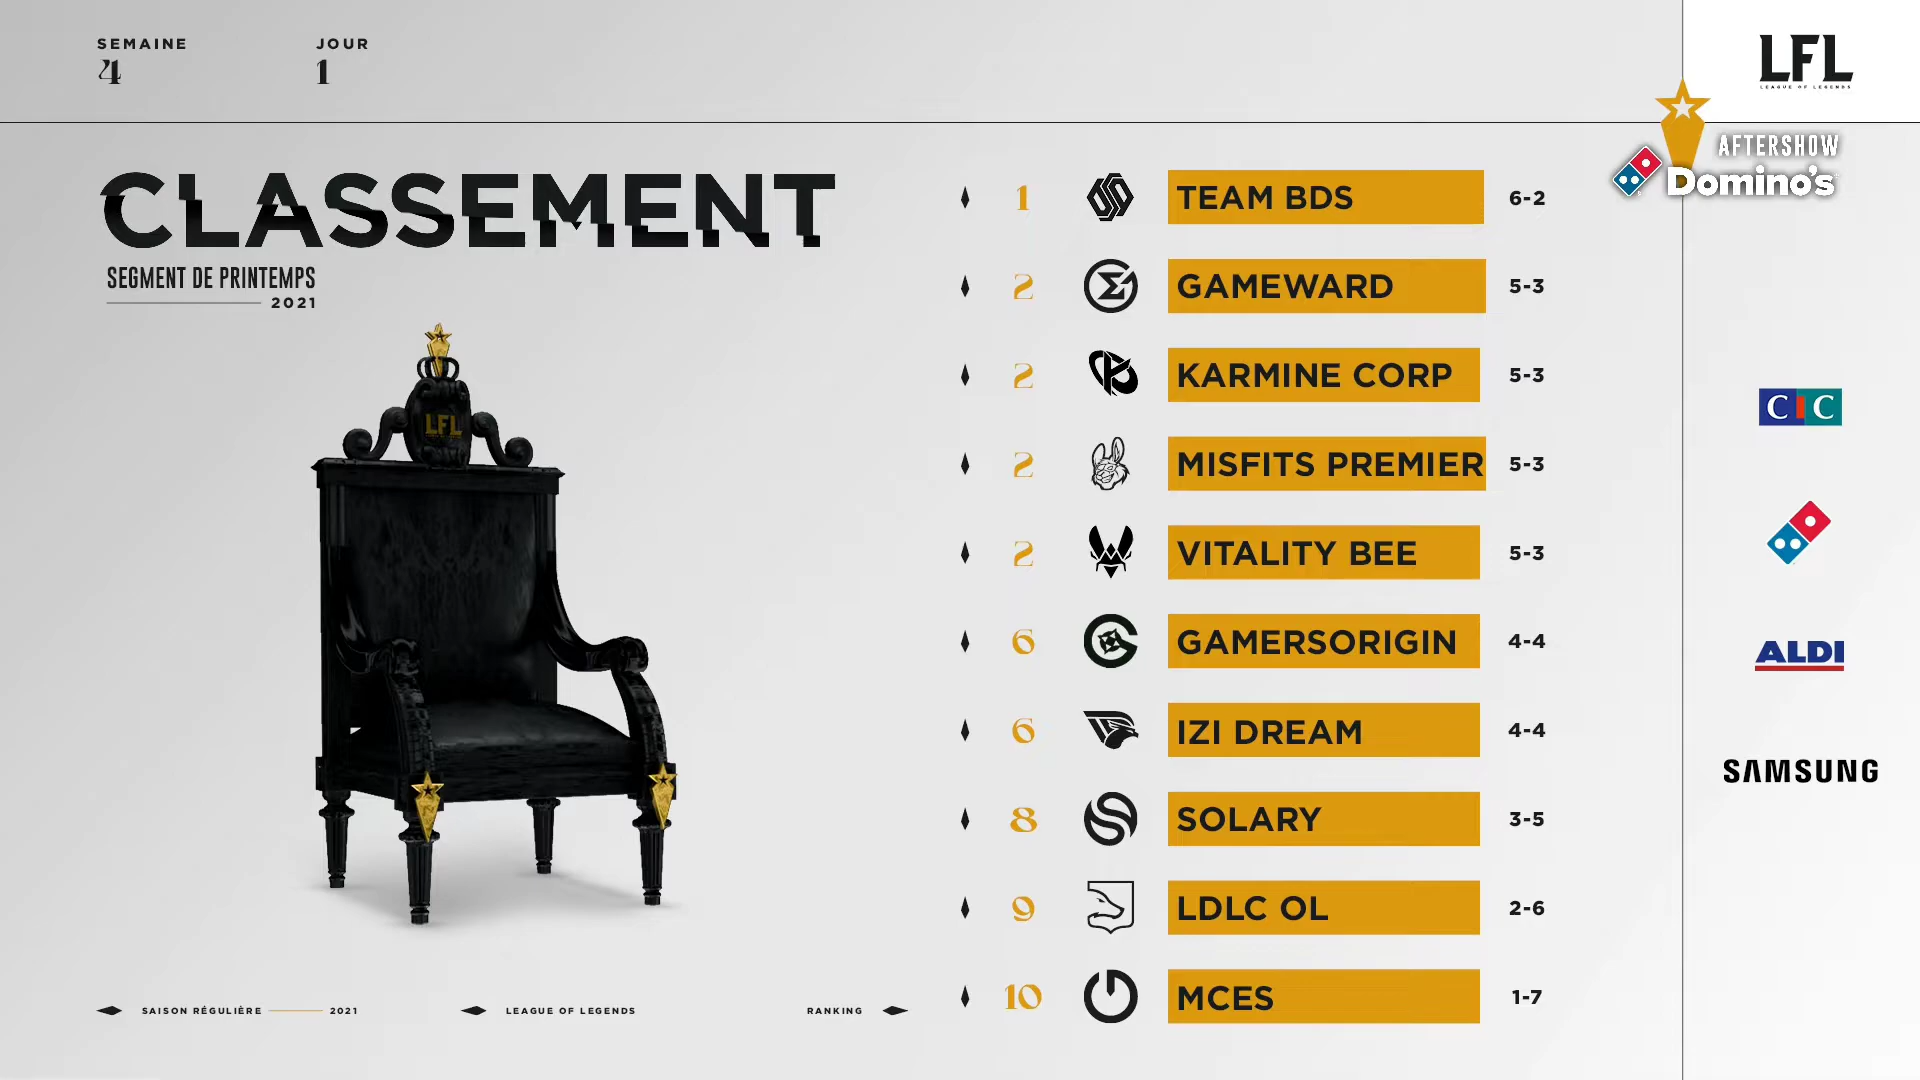 SEMAINE
4
JOUR
1
LFL
LEAGUE OF LEGENDS
AFTERSHOW
Domino's
CLASSEMENT
SEGMENT DE PRINTEMPS
2021
LFL
1 TEAM BDS 6-2
2 GAMEWARD 5-3
2 KARMINE CORP 5-3
2 MISFITS PREMIER 5-3
2 VITALITY BEE 5-3
6 GAMERSORIGIN 4-4
6 IZI DREAM 4-4
8 SOLARY 3-5
9 LDLC OL 2-6
10 MCES 1-7
CIC
ALDI
SAMSUNG
SAISON RÉGULIÈRE 2021
LEAGUE OF LEGENDS
RANKING